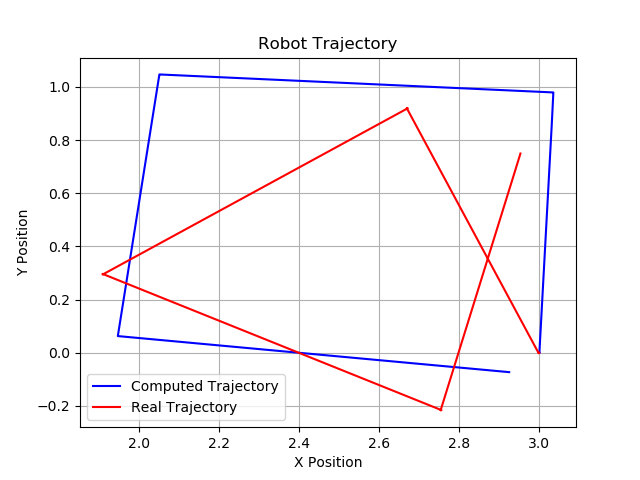 Robot Trajectory
Y Position
1.0
0.8
0.6
0.4
0.2
0.0
−0.2
Computed Trajectory
Real Trajectory
2.0 2.2 2.4 2.6 2.8 3.0
X Position